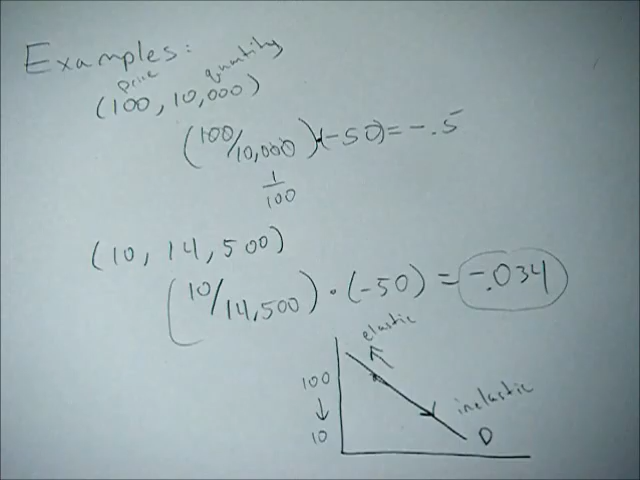 Examples:
price quantity
(100, 10,000)
(100/10,000)·(-50) = -.5
1/100
(10, 14,500)
(10/14,500) · (-50) = -.034
elastic
100
inelastic
10
D